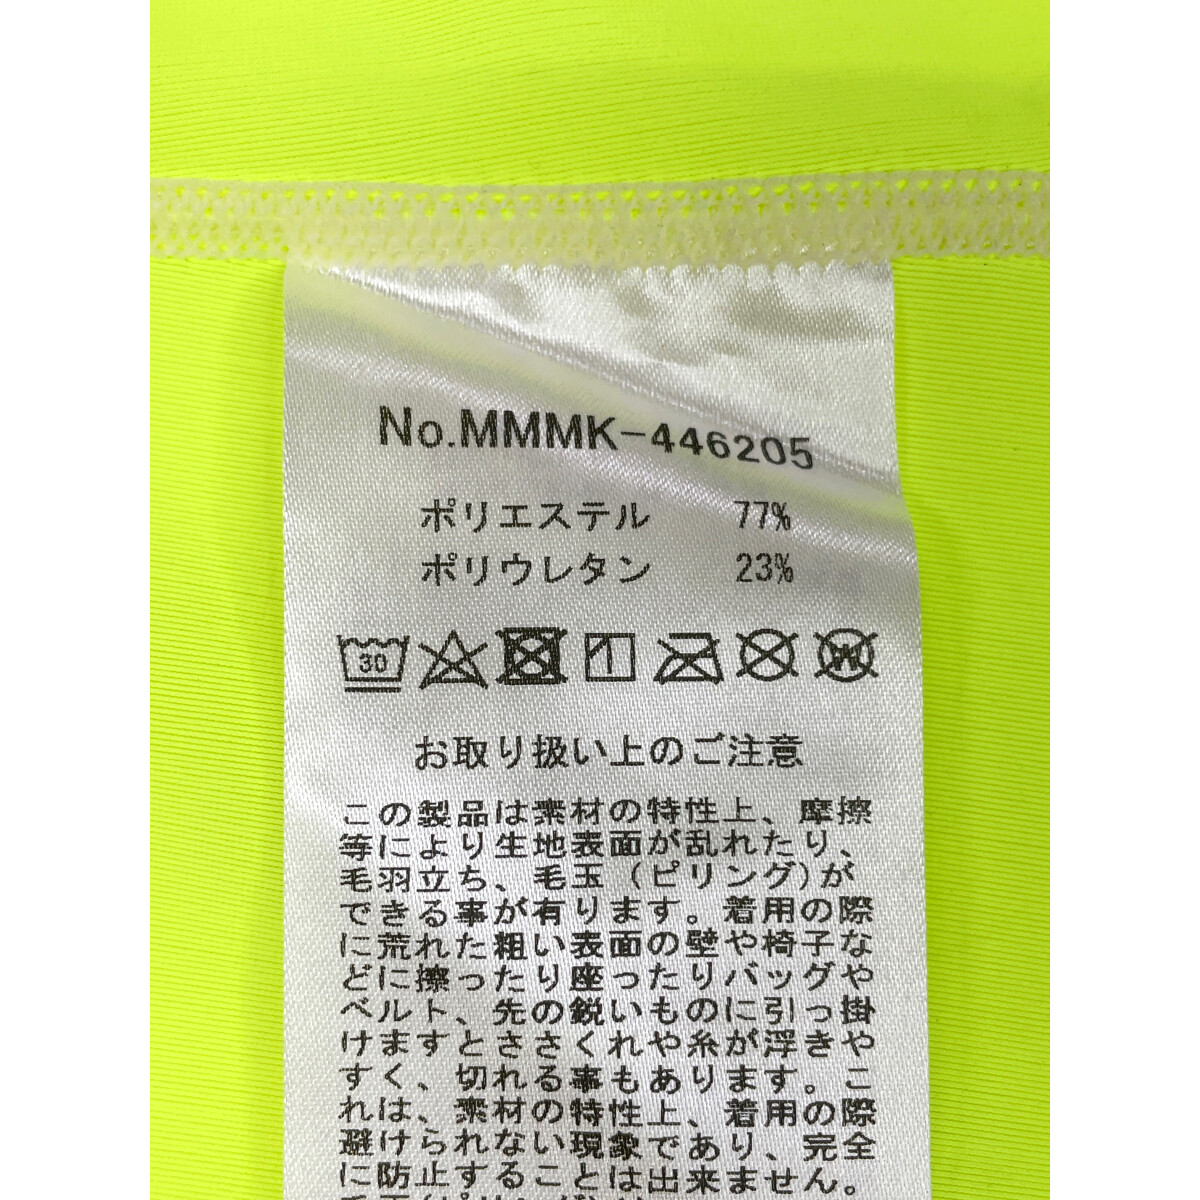 No.MMMK-446205
ポリエステル 77%
ポリウレタン 23%
30 W
お取り扱い上のご注意
この製品は素材の特性上、摩擦
等により生地表面が乱れたり、
毛羽立ち、毛玉(ピリング)が
できる事が有ります。着用の際
に荒れた粗い表面の壁や椅子な
どに擦ったり座ったりバッグや
ベルト、先の鋭いものに引っ掛
けますとささくれや糸が浮きや
すく、切れる事もあります。こ
れは、素材の特性上、着用の際
避けられない現象であり、完全
に防止することは出来ません。